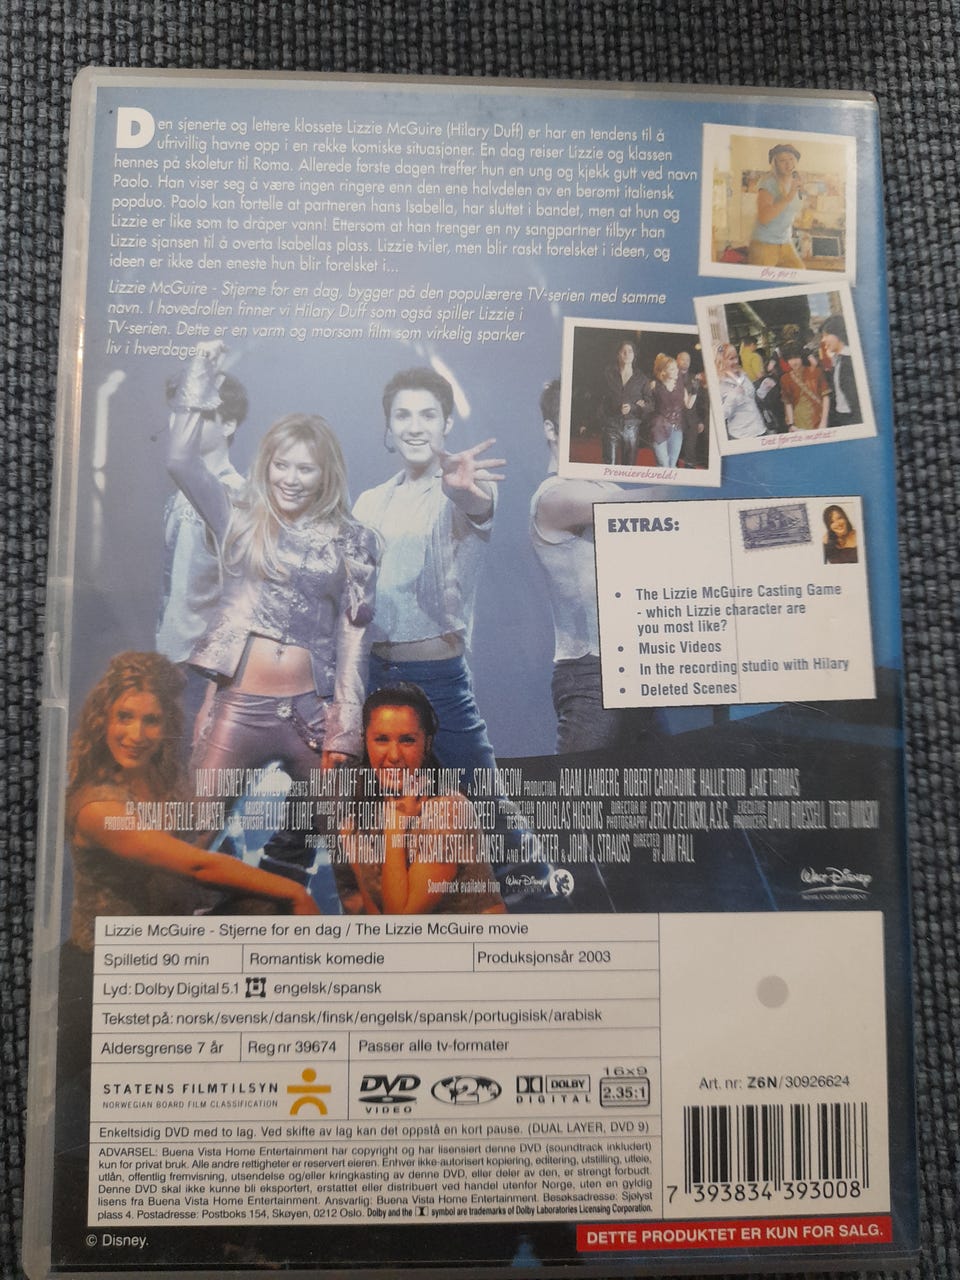 Den sjenerte og lettere klossete Lizzie McGuire (Hilary Duff) er har en tendens til å
ufrivillig havne opp i en rekke komiske situasjoner. En dag reiser Lizzie og klassen
hennes på skoletur til Roma. Allerede første dagen treffer hun en ung og kjekk gutt ved navn
Paolo. Han viser seg å være ingen ringere enn den ene halvdelen av en berømt italiensk
popduo. Paolo kan fortelle at partneren hans Isabella, har sluttet i bandet, men at hun og
Lizzie er like som to dråper vann! Ettersom at han trenger en ny sangpartner tilbyr han
Lizzie sjansen til å overta Isabellas plass. Lizzie tviler, men blir raskt forelsket i ideen, og
ideen er ikke den eneste hun blir forelsket i...
Lizzie McGuire - Stjerne for en dag, bygger på den populærere TV-serien med samme
navn. I hovedrollen finner vi Hilary Duff som også spiller Lizzie i
TV-serien. Dette er en varm og morsom film som virkelig sparker
liv i hverdagen.
Det første møtet!
Premierekveld!
EXTRAS:
• The Lizzie McGuire Casting Game
- which Lizzie character are
you most like?
• Music Videos
• In the recording studio with Hilary
• Deleted Scenes
WALT DISNEY PICTURES PRESENTS HILARY DUFF "THE LIZZIE McGUIRE MOVIE" A STAN ROGOW PRODUCTION ADAM LAMBERG ROBERT CARRADINE HALLIE TODD JAKE THOMAS
CO-PRODUCER SUSAN ESTELLE JANSEN MUSIC SUPERVISOR ELLIOT LURIE MUSIC BY CLIFF EIDELMAN EDITOR MARGIE GOODSPEED PRODUCTION DESIGNER DOUGLAS HIGGINS DIRECTOR OF PHOTOGRAPHY JERZY ZIELINSKI, A.S.C. EXECUTIVE PRODUCERS DAVID ROESSELL TERRI MINSKY
PRODUCED BY STAN ROGOW WRITTEN BY SUSAN ESTELLE JANSEN AND ED DECTER & JOHN J. STRAUSS DIRECTED BY JIM FALL
Soundtrack available from Walt Disney RECORDS
WALT DISNEY
HOME ENTERTAINMENT
Lizzie McGuire - Stjerne for en dag / The Lizzie McGuire movie
Spilletid 90 min Romantisk komedie Produksjonsår 2003
Lyd: Dolby Digital 5.1 engelsk/spansk
Tekstet på: norsk/svensk/dansk/finsk/engelsk/spansk/portugisisk/arabisk
Aldersgrense 7 år Reg nr 39674 Passer alle tv-formater
STATENS FILMTILSYN
NORWEGIAN BOARD FILM CLASSIFICATION
DVD VIDEO 2 DOLBY DIGITAL 16x9 2.35:1
Art. nr: Z6N/30926624
Enkeltsidig DVD med to lag. Ved skifte av lag kan det oppstå en kort pause. (DUAL LAYER, DVD 9)
ADVARSEL: Buena Vista Home Entertainment har copyright og har lisensiert denne DVD (soundtrack inkludert)
kun for privat bruk. Alle andre rettigheter er reservert eieren. Enhver ikke-autorisert kopiering, editering, utstilling, utleie,
utlån, offentlig fremvisning, utsendelse og/eller kringkasting av denne DVD, eller deler av den, er strengt forbudt.
Denne DVD skal ikke kunne bli eksportert, erstattet eller distribuert ved handel utenfor Norge, uten en gyldig
lisens fra Buena Vista Home Entertainment. Ansvarlig: Buena Vista Home Entertainment. Besøksadresse: Sjølyst
plass 4. Postadresse: Postboks 154, Skøyen, 0212 Oslo. Dolby and the symbol are trademarks of Dolby Laboratories Licensing Corporation.
7 393834 393008
© Disney.
DETTE PRODUKTET ER KUN FOR SALG.